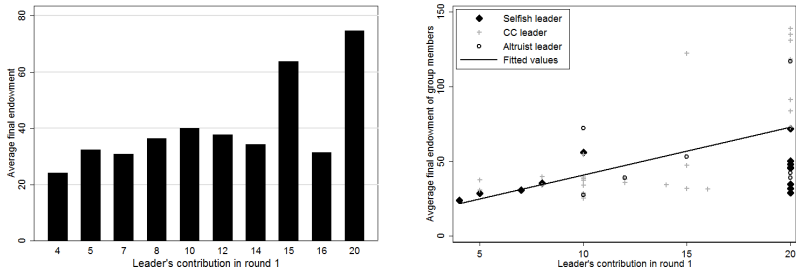 Average final endowment
80
60
40
20
0
4 5 7 8 10 12 14 15 16 20
Leader's contribution in round 1
Avgerage final endowment of group members
150
100
50
0
Selfish leader
CC leader
Altruist leader
Fitted values
5 10 15 20
Leader's contribution in round 1